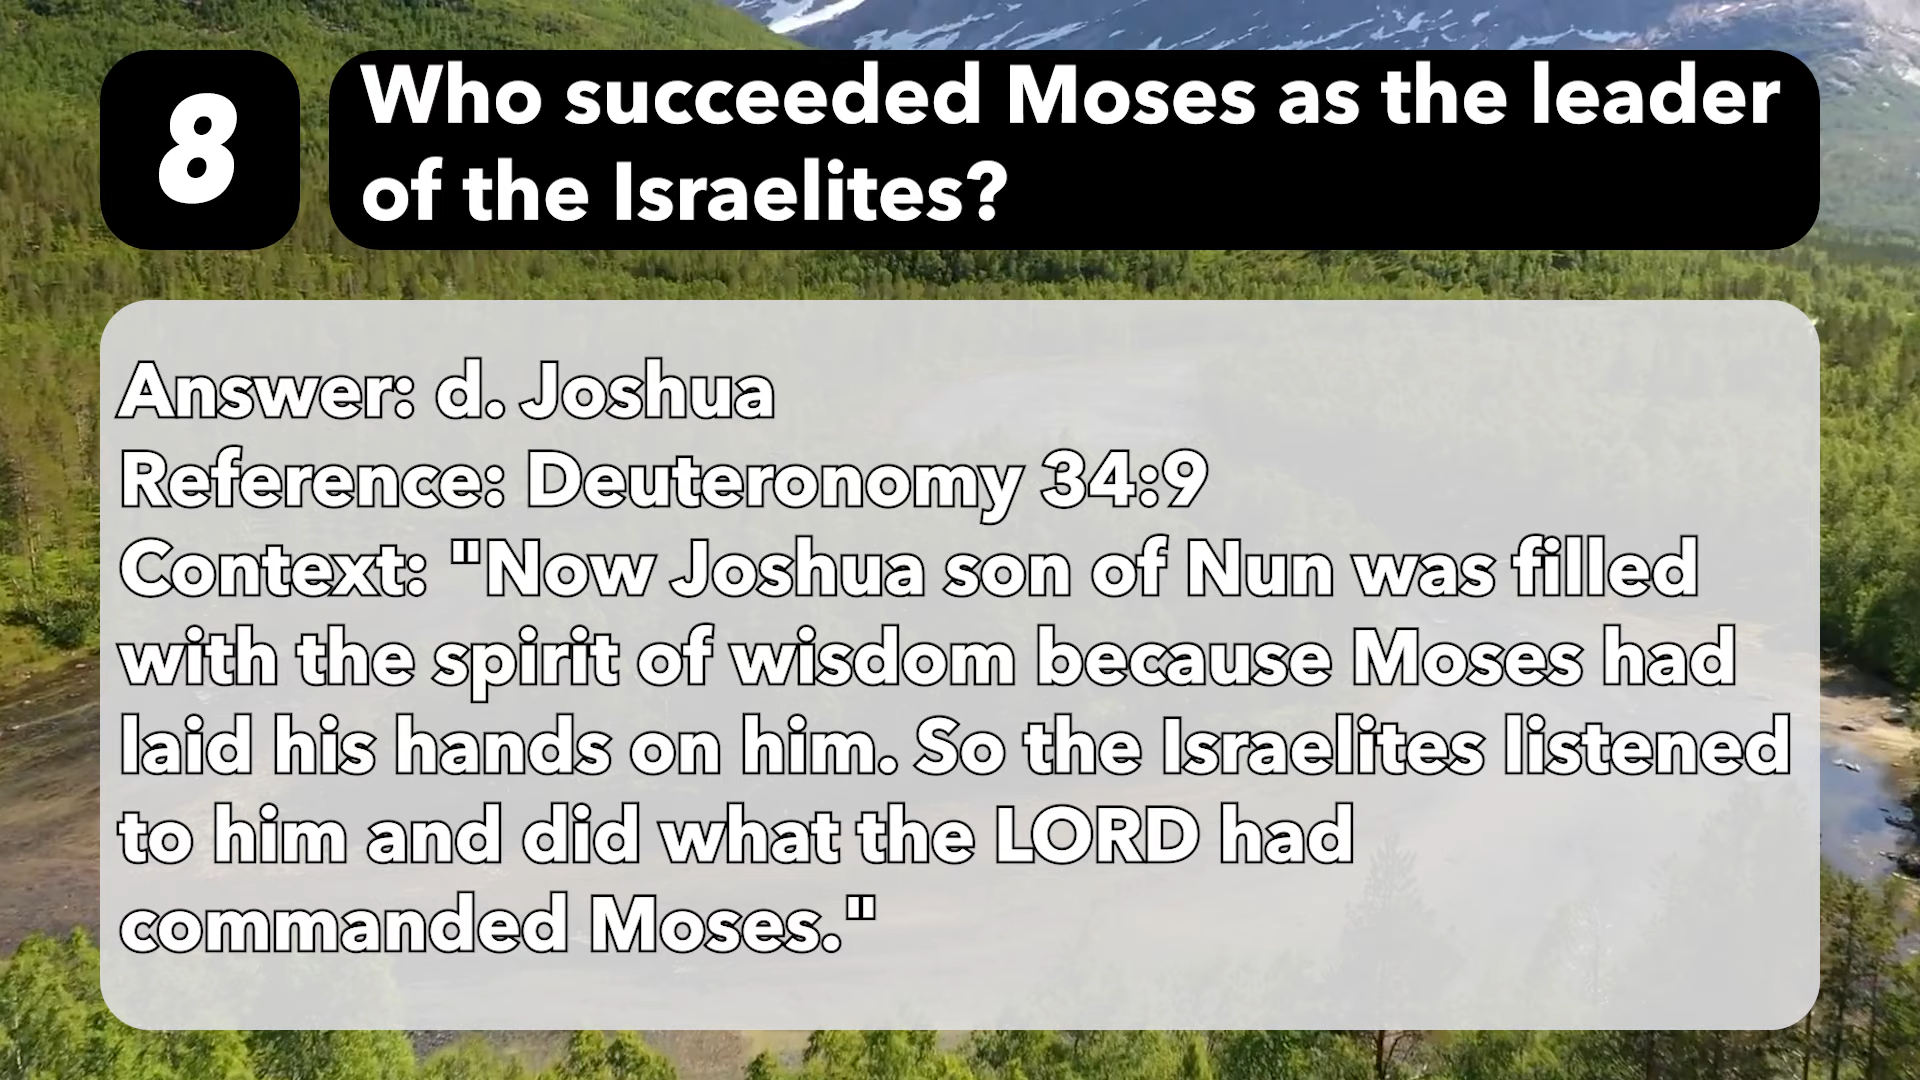 8
Who succeeded Moses as the leader
of the Israelites?
Answer: d. Joshua
Reference: Deuteronomy 34:9
Context: "Now Joshua son of Nun was filled
with the spirit of wisdom because Moses had
laid his hands on him. So the Israelites listened
to him and did what the LORD had
commanded Moses."